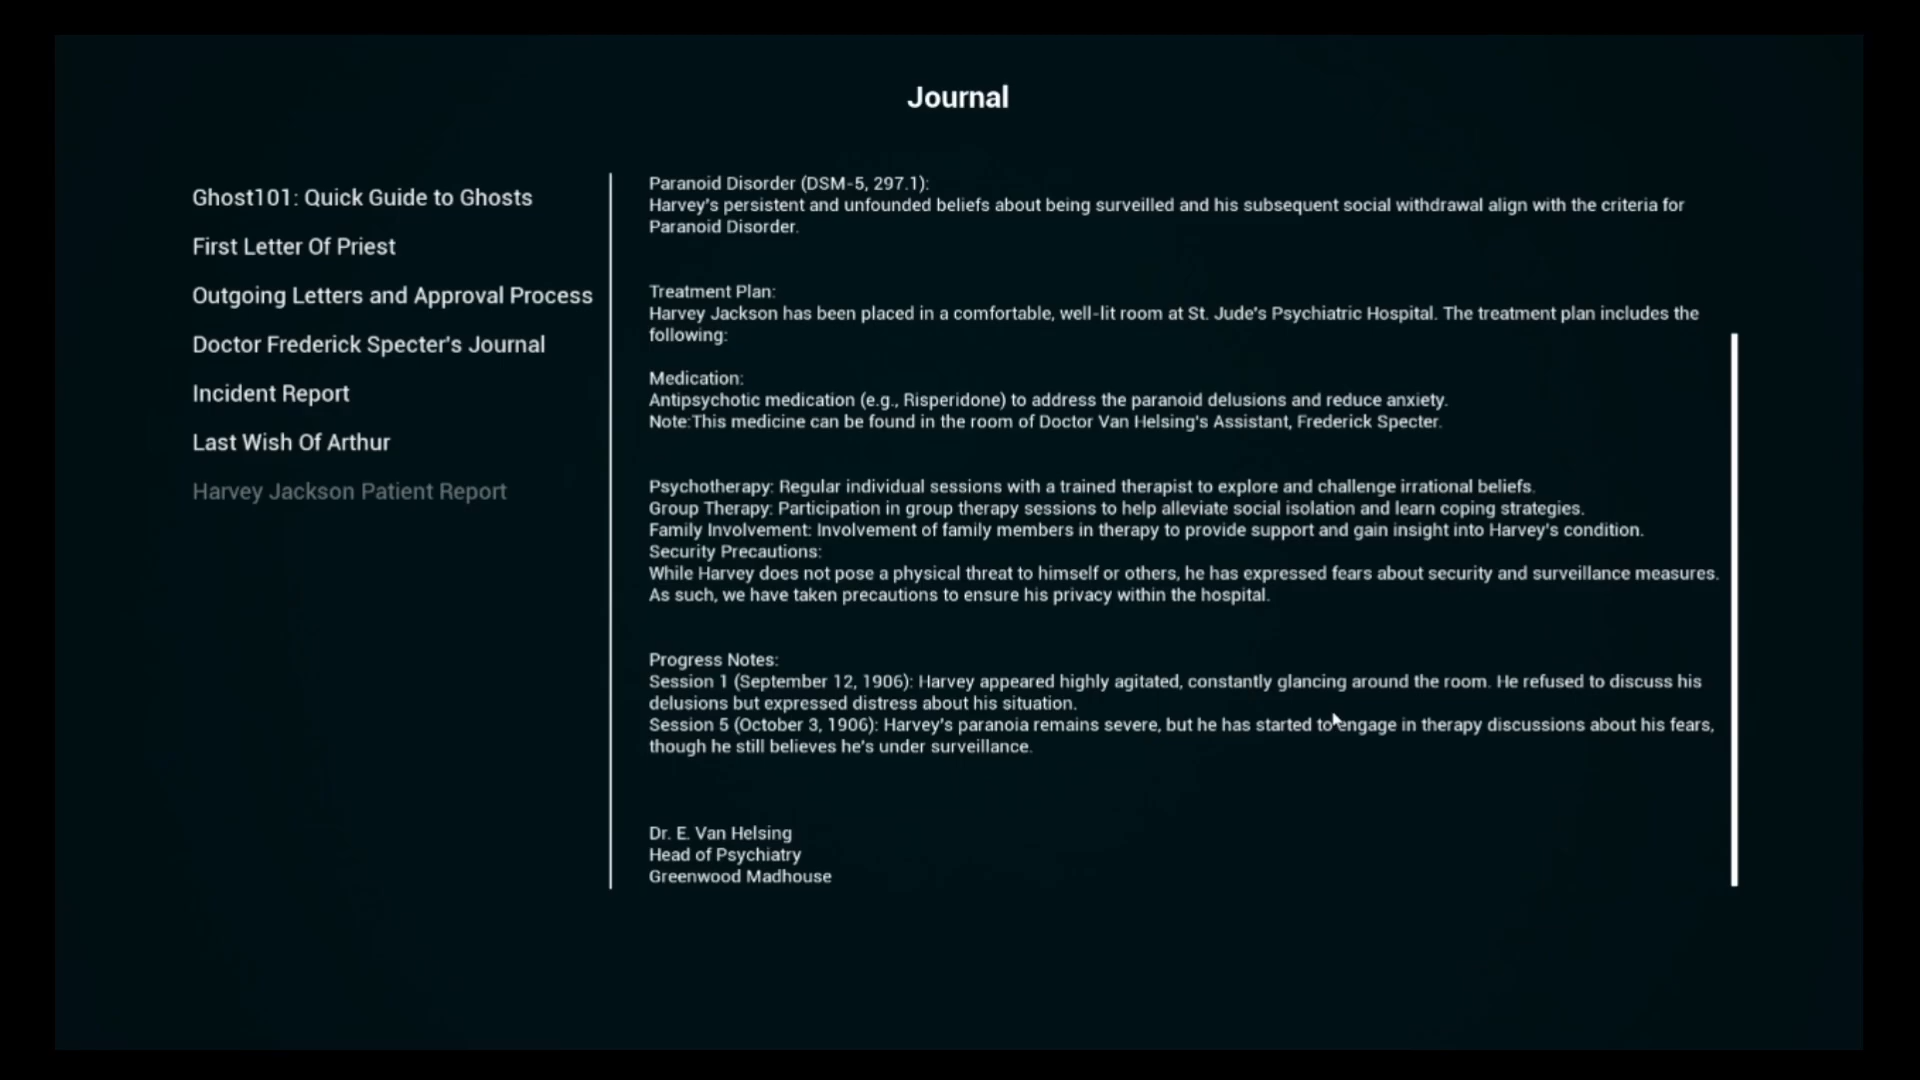 Journal
Ghost101: Quick Guide to Ghosts
First Letter Of Priest
Outgoing Letters and Approval Process
Doctor Frederick Specter's Journal
Incident Report
Last Wish Of Arthur
Harvey Jackson Patient Report
Paranoid Disorder (DSM-5, 297.1):
Harvey's persistent and unfounded beliefs about being surveilled and his subsequent social withdrawal align with the criteria for
Paranoid Disorder.
Treatment Plan:
Harvey Jackson has been placed in a comfortable, well-lit room at St. Jude's Psychiatric Hospital. The treatment plan includes the
following:
Medication:
Antipsychotic medication (e.g., Risperidone) to address the paranoid delusions and reduce anxiety.
Note:This medicine can be found in the room of Doctor Van Helsing's Assistant, Frederick Specter.
Psychotherapy: Regular individual sessions with a trained therapist to explore and challenge irrational beliefs.
Group Therapy: Participation in group therapy sessions to help alleviate social isolation and learn coping strategies.
Family Involvement: Involvement of family members in therapy to provide support and gain insight into Harvey's condition.
Security Precautions:
While Harvey does not pose a physical threat to himself or others, he has expressed fears about security and surveillance measures.
As such, we have taken precautions to ensure his privacy within the hospital.
Progress Notes:
Session 1 (September 12, 1906): Harvey appeared highly agitated, constantly glancing around the room. He refused to discuss his
delusions but expressed distress about his situation.
Session 5 (October 3, 1906): Harvey's paranoia remains severe, but he has started to engage in therapy discussions about his fears,
though he still believes he's under surveillance.
Dr. E. Van Helsing
Head of Psychiatry
Greenwood Madhouse